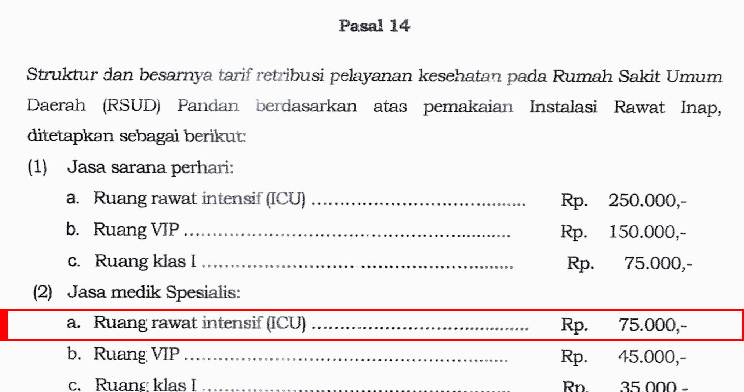 Pasal 14
Struktur dan besarnya tarif retribusi pelayanan kesehatan pada Rumah Sakit Umum
Daerah (RSUD) Pandan berdasarkan atas pemakaian Instalasi Rawat Inap,
ditetapkan sebagai berikut:
(1) Jasa sarana perhari:
a. Ruang rawat intensif (ICU) ........................................ Rp. 250.000,-
b. Ruang VIP ............................................................ Rp. 150.000,-
c. Ruang klas I ......................................................... Rp. 75.000,-
(2) Jasa medik Spesialis:
a. Ruang rawat intensif (ICU) ........................................ Rp. 75.000,-
b. Ruang VIP ............................................................ Rp. 45.000,-
c. Ruang klas I ......................................................... Rp. 35.000,-